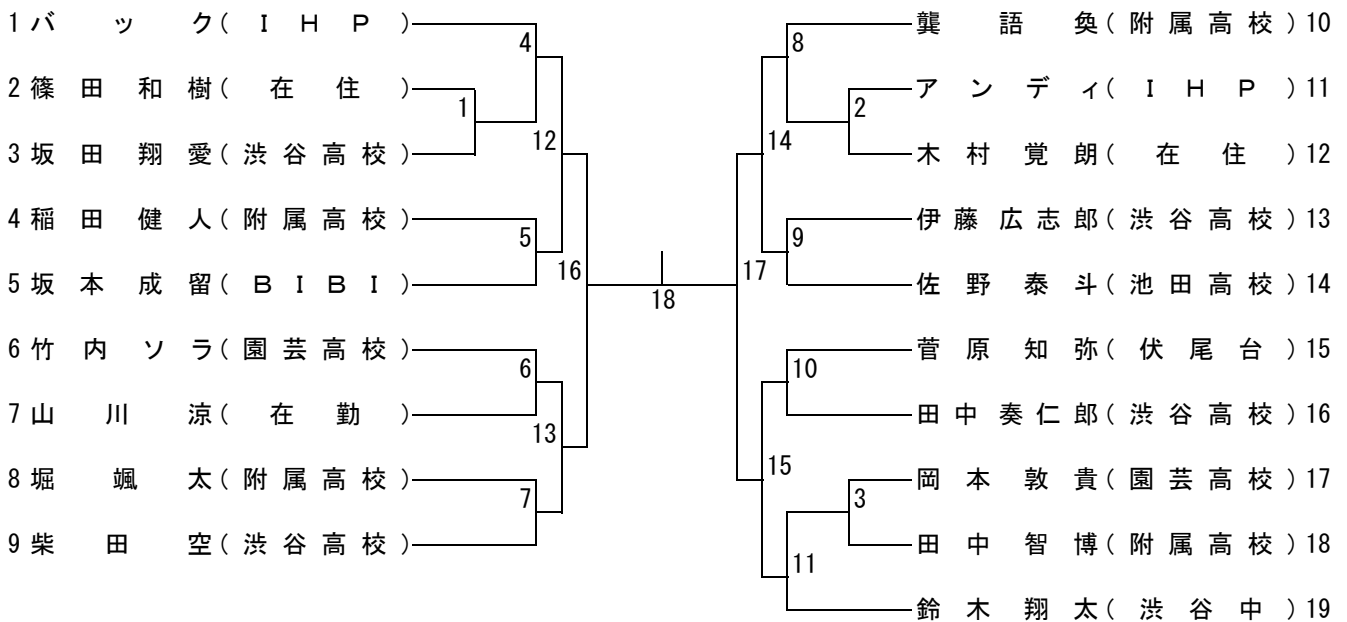 1 バック(IHP)
2 篠田和樹(在住)
3 坂田翔愛(渋谷高校)
4 稲田健人(附属高校)
5 坂本成留(BIBI)
6 竹内ソラ(園芸高校)
7 山川涼(在勤)
8 堀颯太(附属高校)
9 柴田空(渋谷高校)
4
1
12
5
16
6
13
7
18
8
2
14
9
17
10
15
3
11
龔語奐(附属高校)10
アンディ(IHP)11
木村覚朗(在住)12
伊藤広志郎(渋谷高校)13
佐野泰斗(池田高校)14
菅原知弥(伏尾台)15
田中奏仁郎(渋谷高校)16
岡本敦貴(園芸高校)17
田中智博(附属高校)18
鈴木翔太(渋谷中)19